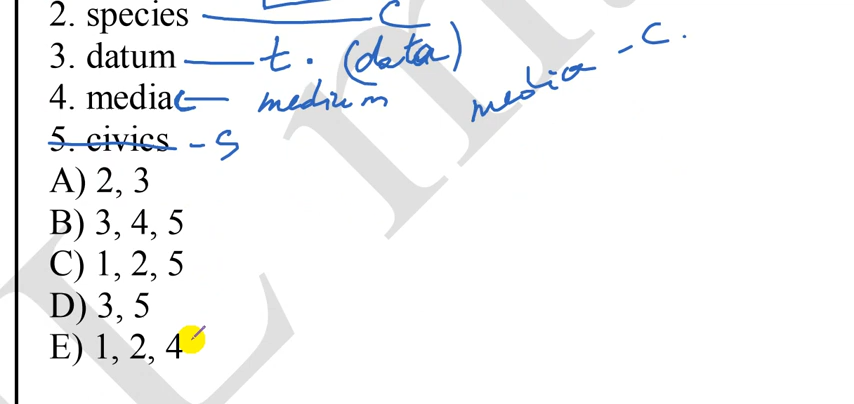 2. species — C
3. datum — t. (data)
4. media — medium media - C.
5. civics - S
A) 2, 3
B) 3, 4, 5
C) 1, 2, 5
D) 3, 5
E) 1, 2, 4